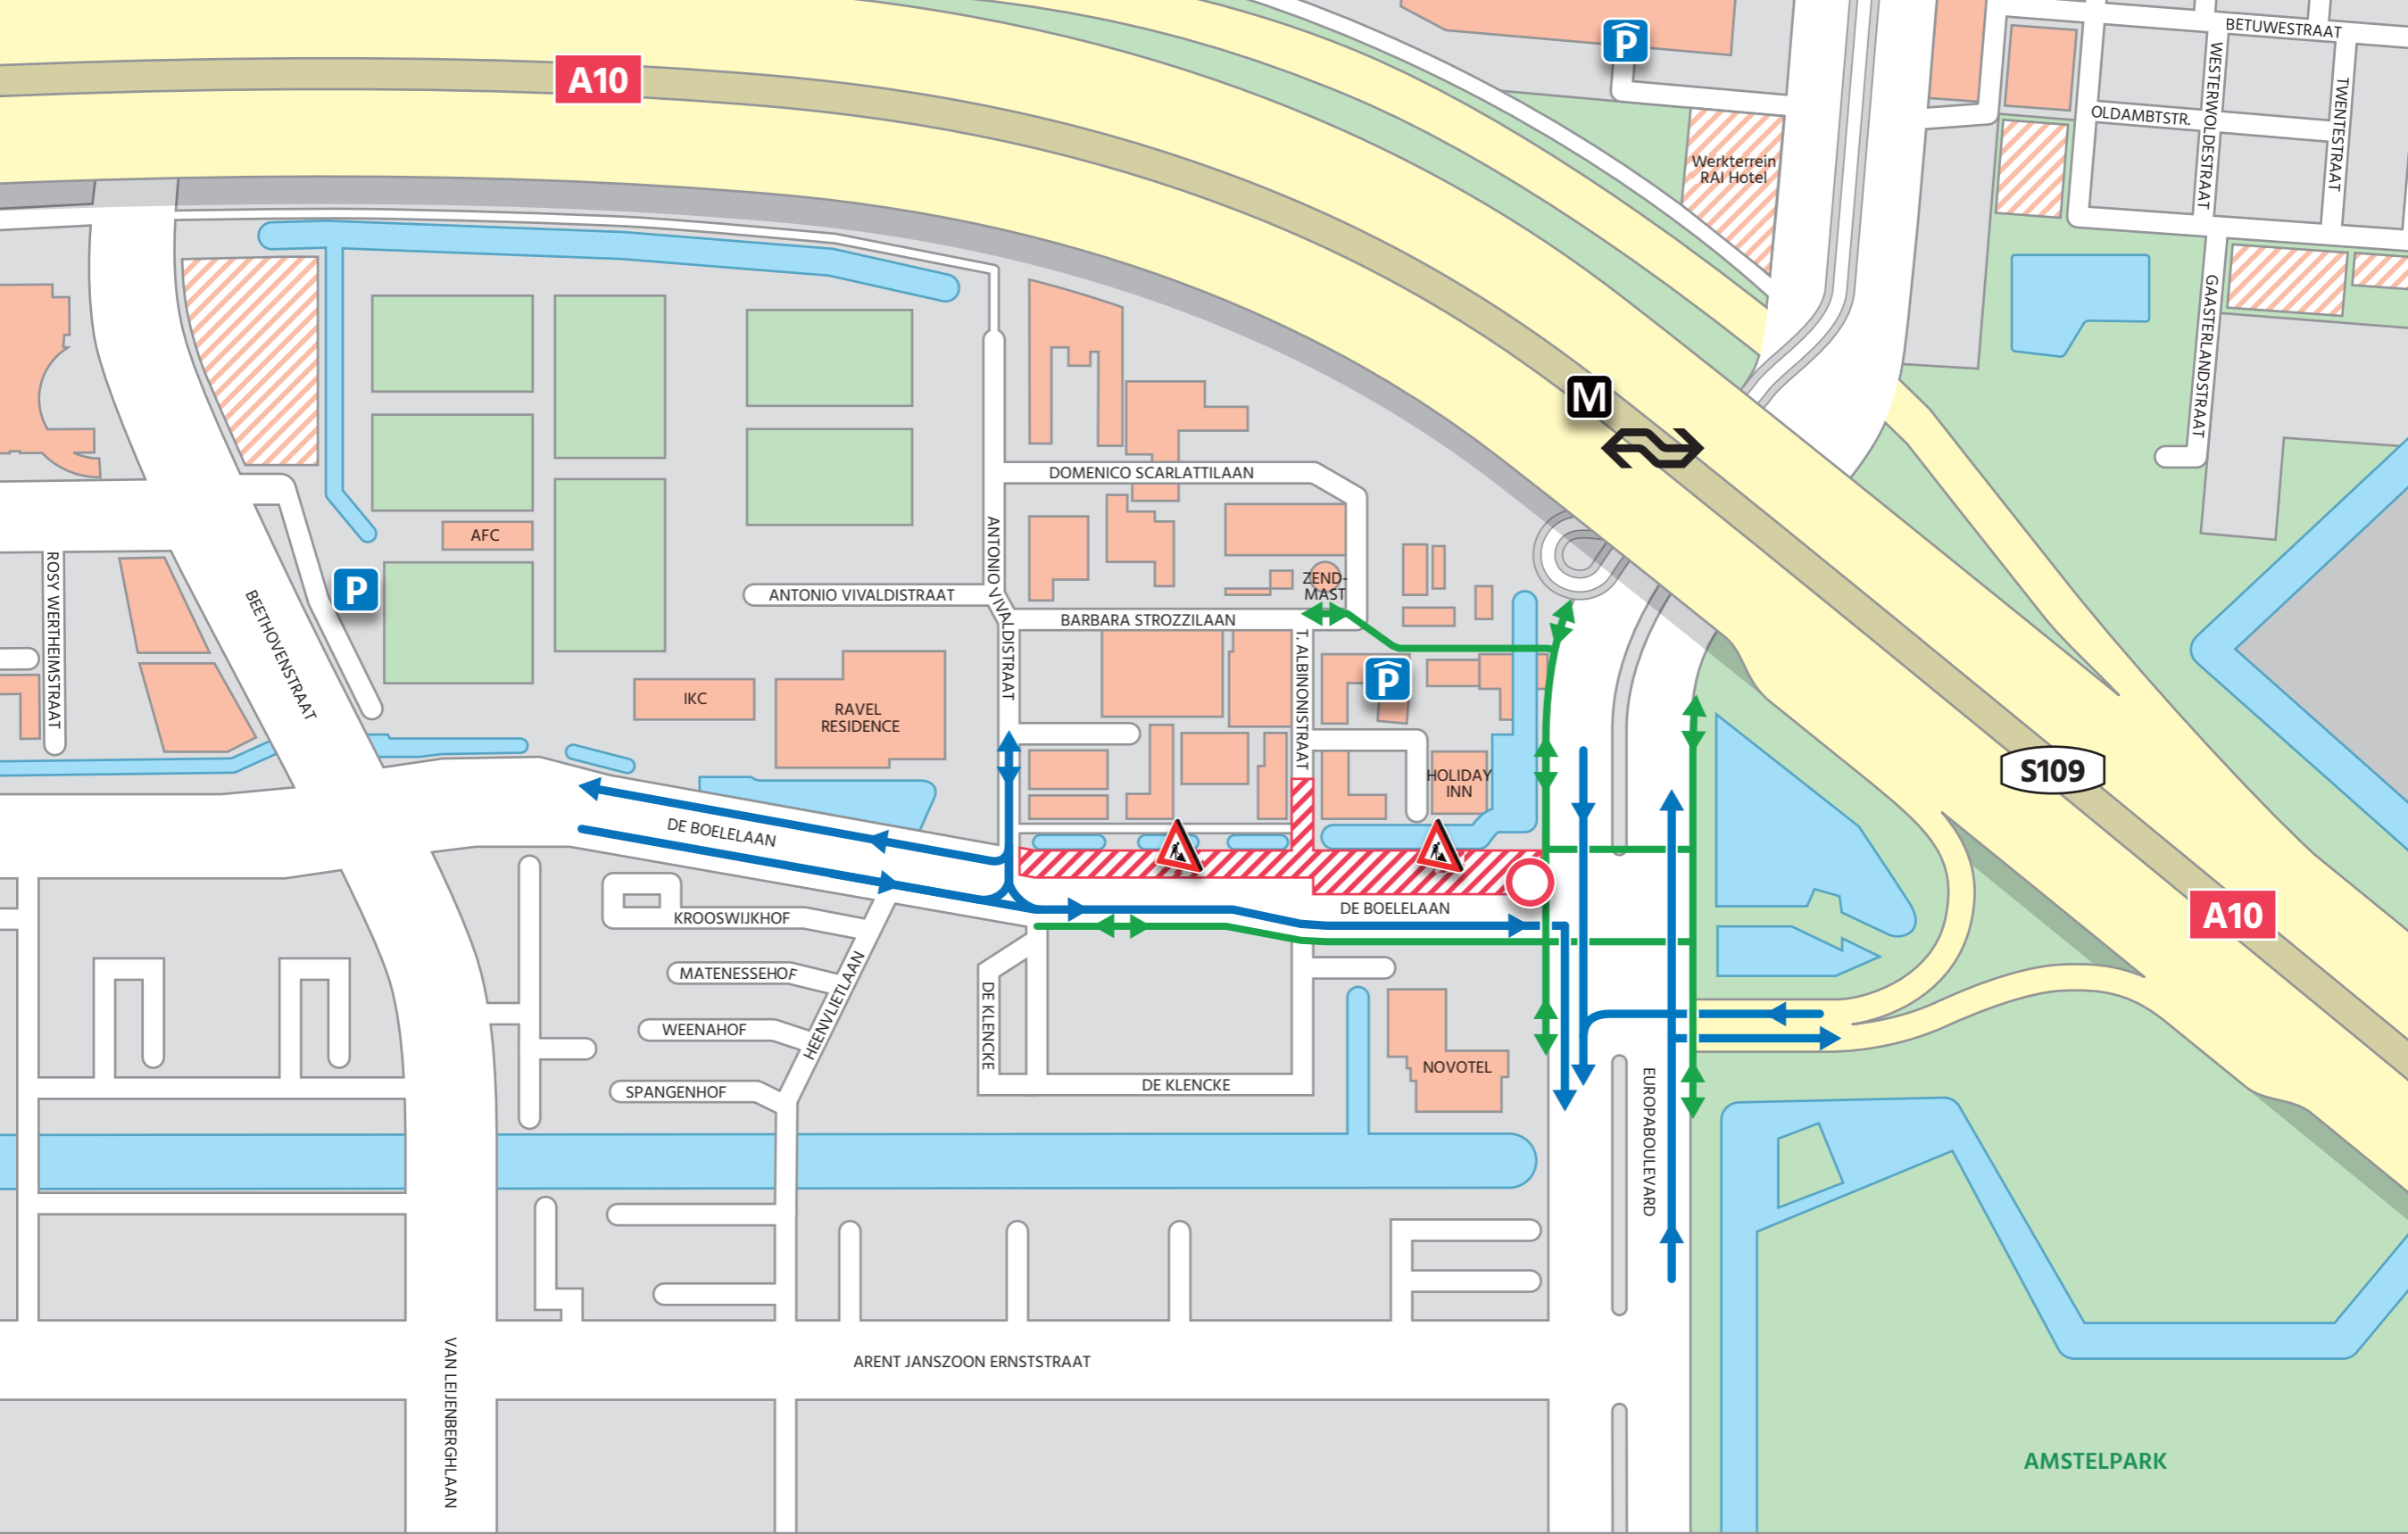 BETUWESTRAAT
P
A10
WESTERWOLDESTRAAT
TWENTESTRAAT
OLDAMBTSTR.
Werkterrein
RAI Hotel
GAASTERLANDSTRAAT
M
DOMENICO SCARLATTILAAN
AFC
ANTONIO VIVALDISTRAAT
ROSY WERTHEIMSTRAAT
P
BEETHOVENSTRAAT
ANTONIO VIVALDISTRAAT
ZEND-
MAST
BARBARA STROZZILAAN
T. ALBINONISTRAAT
P
IKC
RAVEL
RESIDENCE
HOLIDAY
INN
S109
DE BOELELAAN
DE BOELELAAN
A10
KROOSWIJKHOF
MATENESSEHOF
HEENVLIETLAAN
DE KLENCKE
WEENAHOF
SPANGENHOF
DE KLENCKE
NOVOTEL
EUROPABOULEVARD
VAN LEIJENBERGHLAAN
ARENT JANSZOON ERNSTSTRAAT
AMSTELPARK